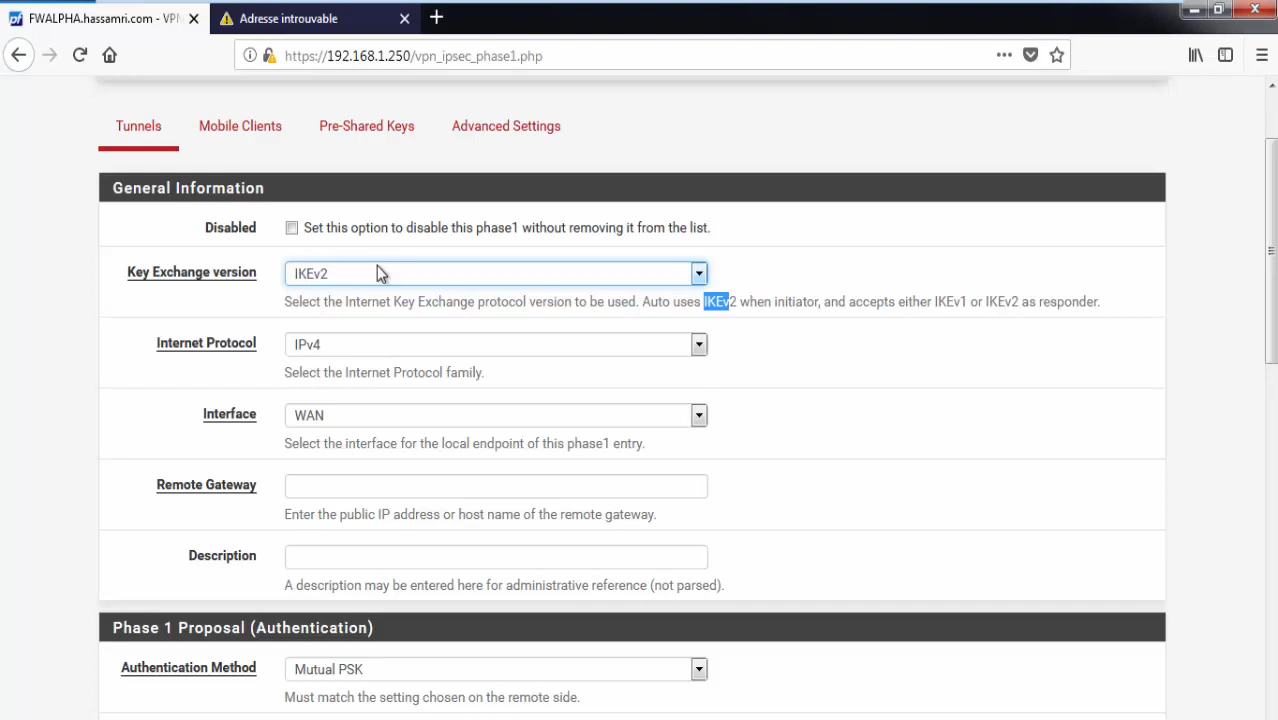 FWALPHA.hassamri.com - VPN
Adresse introuvable
https://192.168.1.250/vpn_ipsec_phase1.php
Tunnels
Mobile Clients
Pre-Shared Keys
Advanced Settings
General Information
Disabled
Set this option to disable this phase1 without removing it from the list.
Key Exchange version
IKEv2
Select the Internet Key Exchange protocol version to be used. Auto uses IKEv2 when initiator, and accepts either IKEv1 or IKEv2 as responder.
Internet Protocol
IPv4
Select the Internet Protocol family.
Interface
WAN
Select the interface for the local endpoint of this phase1 entry.
Remote Gateway
Enter the public IP address or host name of the remote gateway.
Description
A description may be entered here for administrative reference (not parsed).
Phase 1 Proposal (Authentication)
Authentication Method
Mutual PSK
Must match the setting chosen on the remote side.